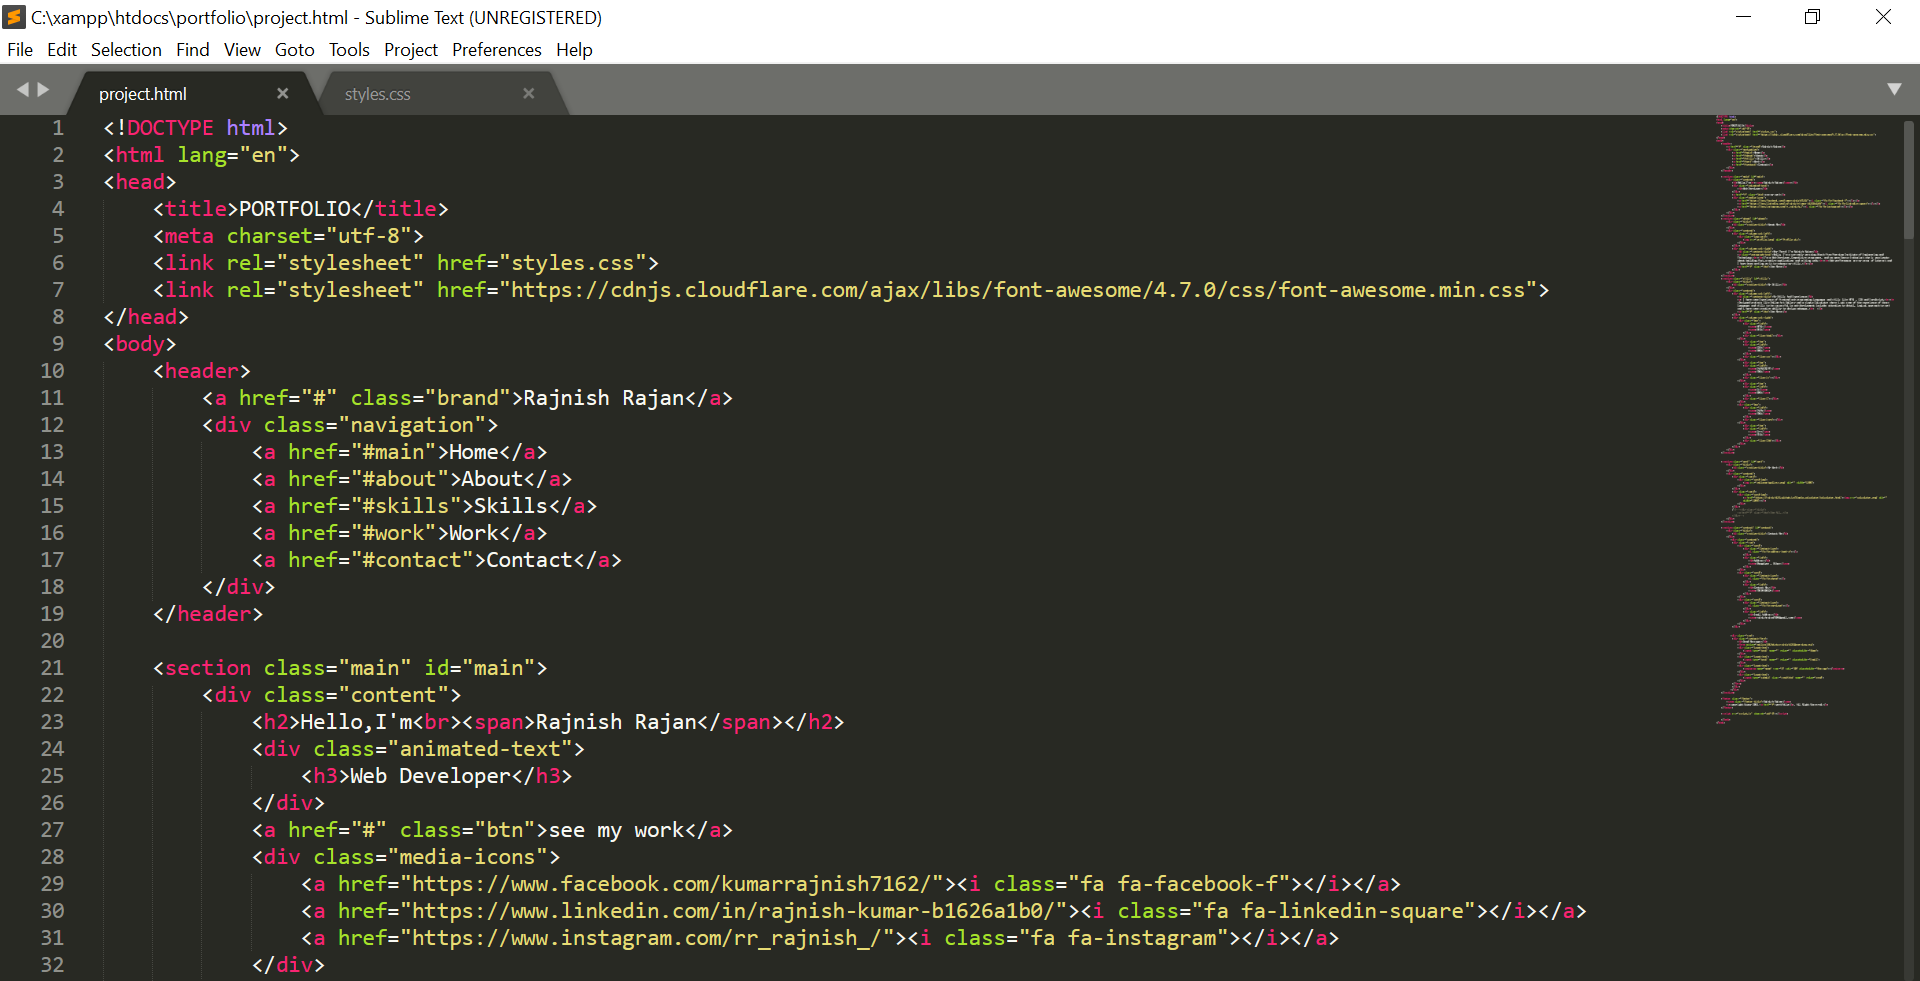 C:\xampp\htdocs\portfolio\project.html - Sublime Text (UNREGISTERED)
File Edit Selection Find View Goto Tools Project Preferences Help
project.html × styles.css ×
1 <!DOCTYPE html>
2 <html lang="en">
3 <head>
4     <title>PORTFOLIO</title>
5     <meta charset="utf-8">
6     <link rel="stylesheet" href="styles.css">
7     <link rel="stylesheet" href="https://cdnjs.cloudflare.com/ajax/libs/font-awesome/4.7.0/css/font-awesome.min.css">
8 </head>
9 <body>
10     <header>
11         <a href="#" class="brand">Rajnish Rajan</a>
12         <div class="navigation">
13             <a href="#main">Home</a>
14             <a href="#about">About</a>
15             <a href="#skills">Skills</a>
16             <a href="#work">Work</a>
17             <a href="#contact">Contact</a>
18         </div>
19     </header>
20
21     <section class="main" id="main">
22         <div class="content">
23             <h2>Hello,I'm<br><span>Rajnish Rajan</span></h2>
24             <div class="animated-text">
25                 <h3>Web Developer</h3>
26             </div>
27             <a href="#" class="btn">see my work</a>
28             <div class="media-icons">
29                 <a href="https://www.facebook.com/kumarrajnish7162/"><i class="fa fa-facebook-f"></i></a>
30                 <a href="https://www.linkedin.com/in/rajnish-kumar-b1626a1b0/"><i class="fa fa-linkedin-square"></i></a>
31                 <a href="https://www.instagram.com/rr_rajnish_/"><i class="fa fa-instagram"></i></a>
32             </div>